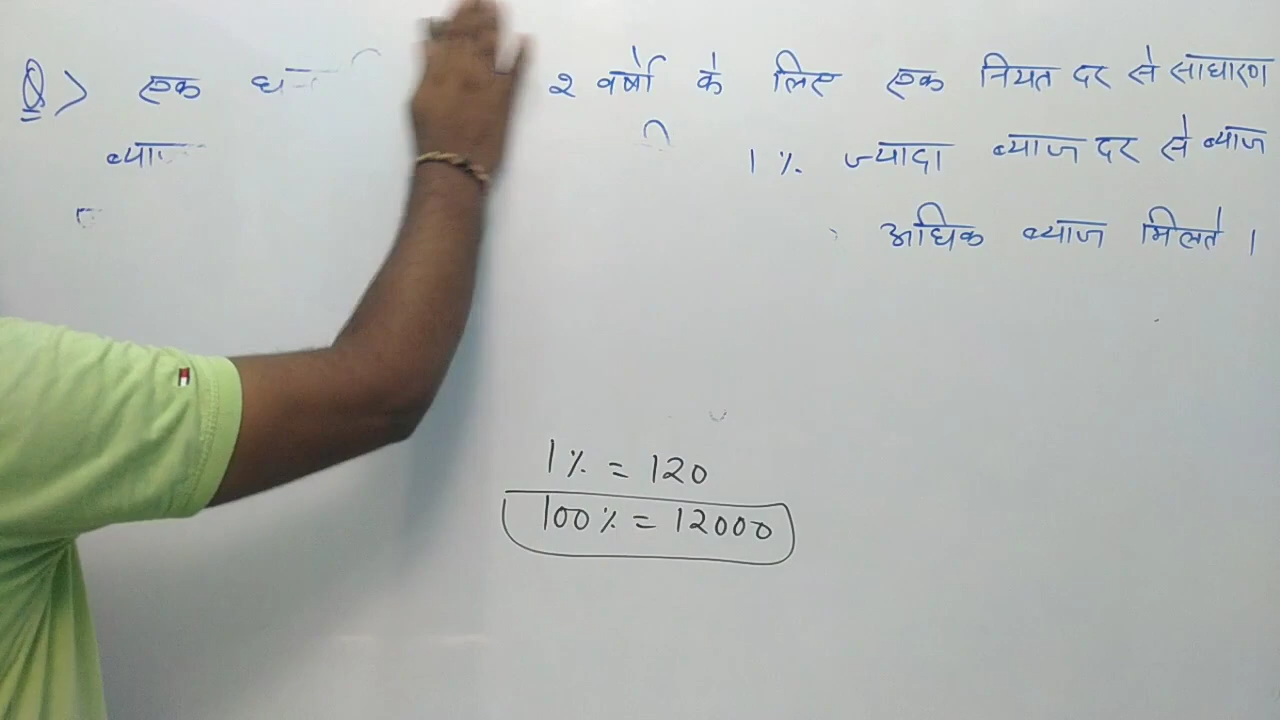 Q> एक 2 वर्षो के लिए एक नियत दर से साधारण
1 % ज्यादा ब्याज दर से ब्याज
अधिक ब्याज मिलते ।
1 % = 120
100 % = 12000